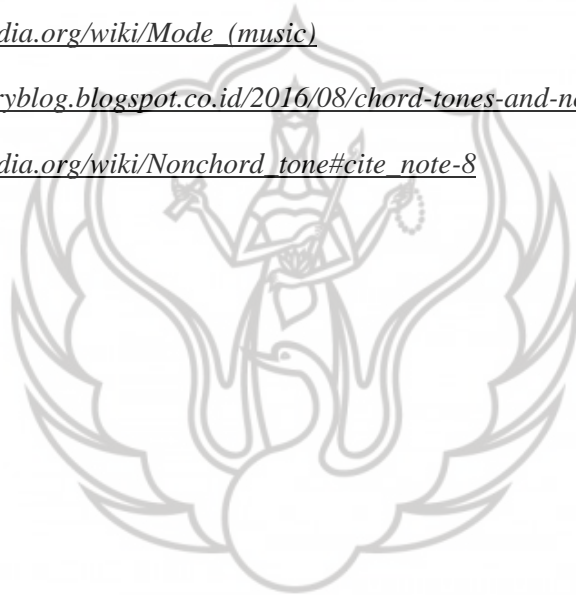 dia.org/wiki/Mode_(music)
ryblog.blogspot.co.id/2016/08/chord-tones-and-no
dia.org/wiki/Nonchord_tone#cite_note-8